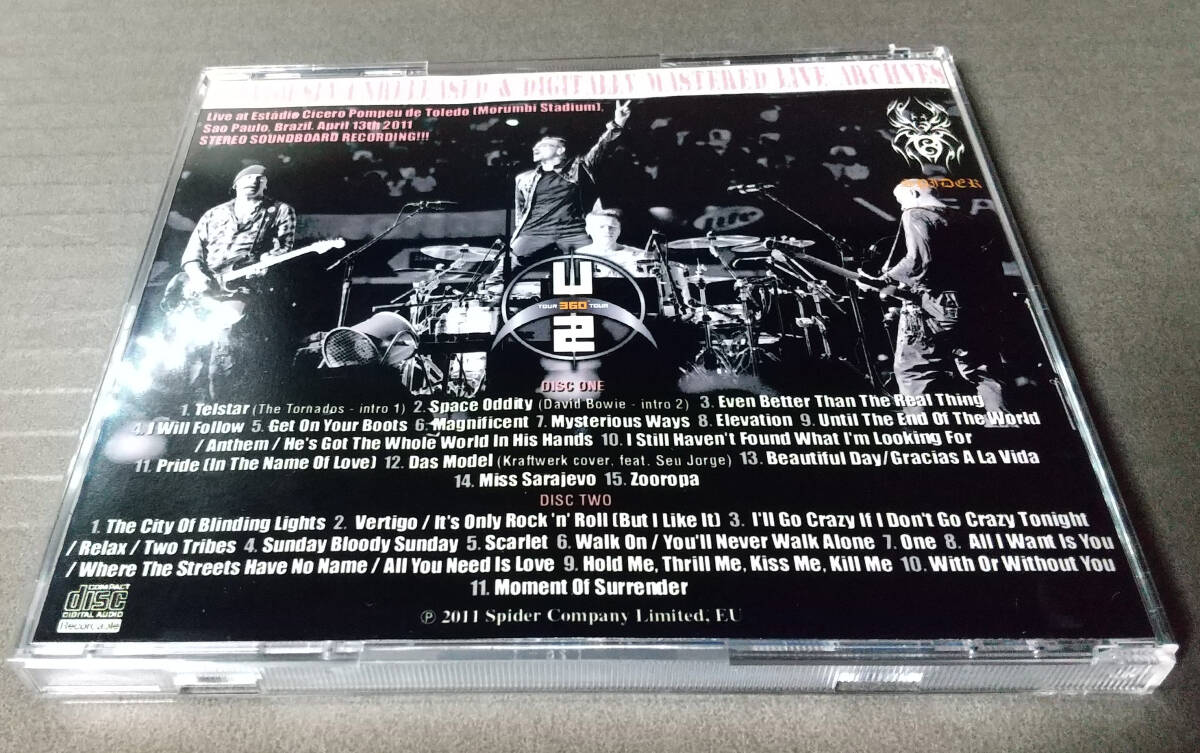 UNRELEASED & DIGITALLY MASTERED LIVE ARCHIVES
Live at Estádio Cícero Pompeu de Toledo (Morumbi Stadium),
Sao Paulo, Brazil. April 13th 2011
STEREO SOUNDBOARD RECORDING!!!
SPIDER
Lite
TOUR 360 TOUR
DISC ONE
1. Telstar (The Tornados - intro 1) 2. Space Oddity (David Bowie - intro 2) 3. Even Better Than The Real Thing
4. I Will Follow 5. Get On Your Boots 6. Magnificent 7. Mysterious Ways 8. Elevation 9. Until The End Of The World
/ Anthem / He's Got The Whole World In His Hands 10. I Still Haven't Found What I'm Looking For
11. Pride (In The Name Of Love) 12. Das Model (Kraftwerk cover, feat. Seu Jorge) 13. Beautiful Day/Gracias A La Vida
14. Miss Sarajevo 15. Zooropa
DISC TWO
1. The City Of Blinding Lights 2. Vertigo / It's Only Rock 'n' Roll (But I Like It) 3. I'll Go Crazy If I Don't Go Crazy Tonight
/ Relax / Two Tribes 4. Sunday Bloody Sunday 5. Scarlet 6. Walk On / You'll Never Walk Alone 7. One 8. All I Want Is You
/ Where The Streets Have No Name / All You Need Is Love 9. Hold Me, Thrill Me, Kiss Me, Kill Me 10. With Or Without You
11. Moment Of Surrender
COMPACT
disc
DIGITAL AUDIO
Recordable
℗ 2011 Spider Company Limited, EU